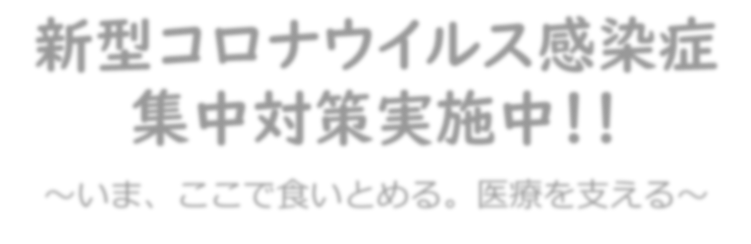 新型コロナウイルス感染症
集中対策実施中!!
～いま、ここで食いとめる。医療を支える～